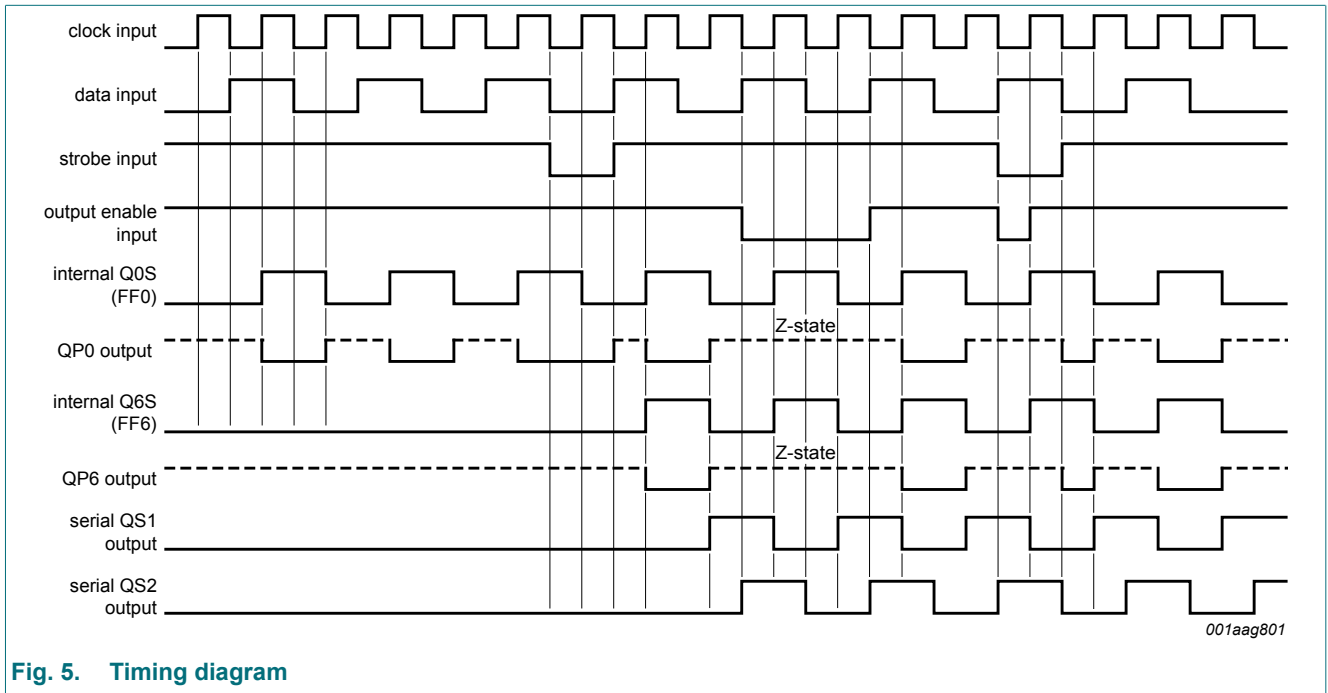 clock input
data input
strobe input
output enable
input
internal Q0S
(FF0)
Z-state
QP0 output
internal Q6S
(FF6)
Z-state
QP6 output
serial QS1
output
serial QS2
output
001aag801
Fig. 5. Timing diagram